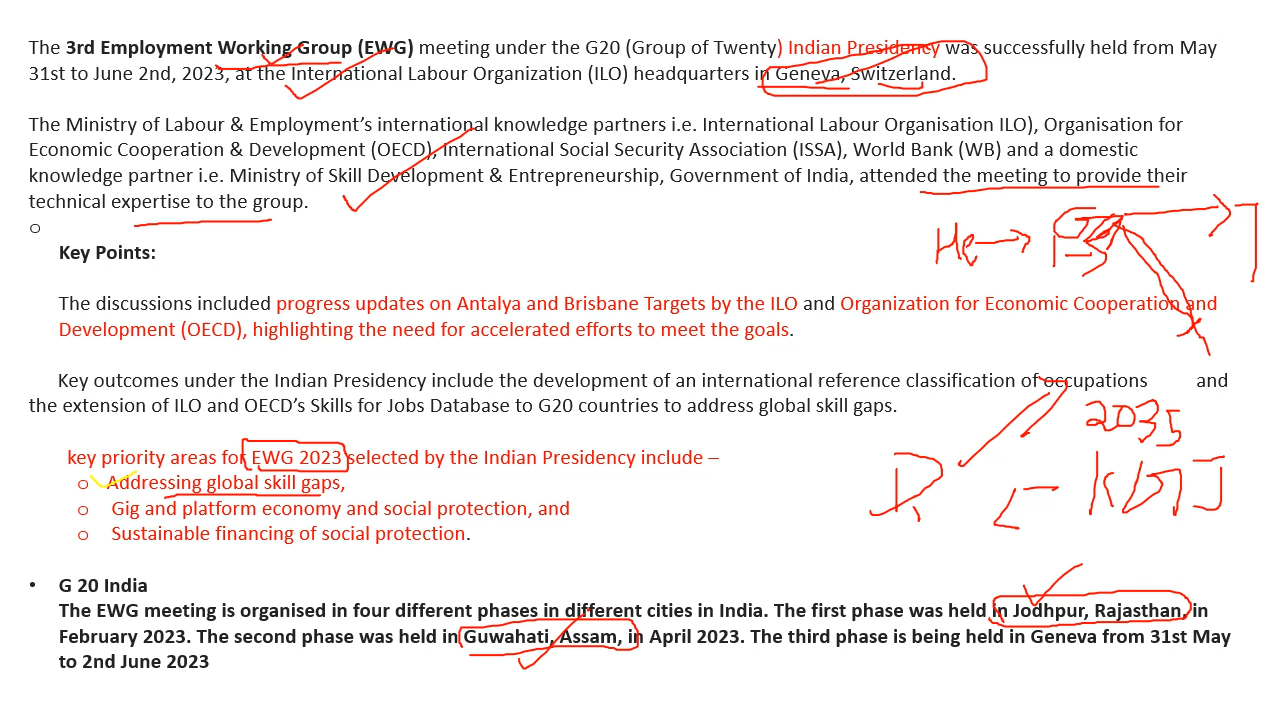 The 3rd Employment Working Group (EWG) meeting under the G20 (Group of Twenty) Indian Presidency was successfully held from May
31st to June 2nd, 2023, at the International Labour Organization (ILO) headquarters in Geneva, Switzerland.
The Ministry of Labour & Employment’s international knowledge partners i.e. International Labour Organisation ILO), Organisation for
Economic Cooperation & Development (OECD), International Social Security Association (ISSA), World Bank (WB) and a domestic
knowledge partner i.e. Ministry of Skill Development & Entrepreneurship, Government of India, attended the meeting to provide their
technical expertise to the group.
Key Points:
He
The discussions included progress updates on Antalya and Brisbane Targets by the ILO and Organization for Economic Cooperation and
Development (OECD), highlighting the need for accelerated efforts to meet the goals.
Key outcomes under the Indian Presidency include the development of an international reference classification of occupations and
the extension of ILO and OECD’s Skills for Jobs Database to G20 countries to address global skill gaps.
2035
key priority areas for EWG 2023 selected by the Indian Presidency include –
o Addressing global skill gaps,
o Gig and platform economy and social protection, and
o Sustainable financing of social protection.
• G 20 India
The EWG meeting is organised in four different phases in different cities in India. The first phase was held in Jodhpur, Rajasthan, in
February 2023. The second phase was held in Guwahati, Assam, in April 2023. The third phase is being held in Geneva from 31st May
to 2nd June 2023